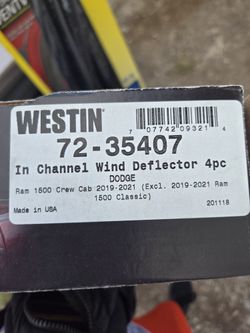 VENT
WESTIN
7 07742 09321 4
72-35407
In Channel Wind Deflector 4pc
DODGE
Ram 1500 Crew Cab 2019-2021 (Excl. 2019-2021 Ram
1500 Classic)
Made in USA
201118